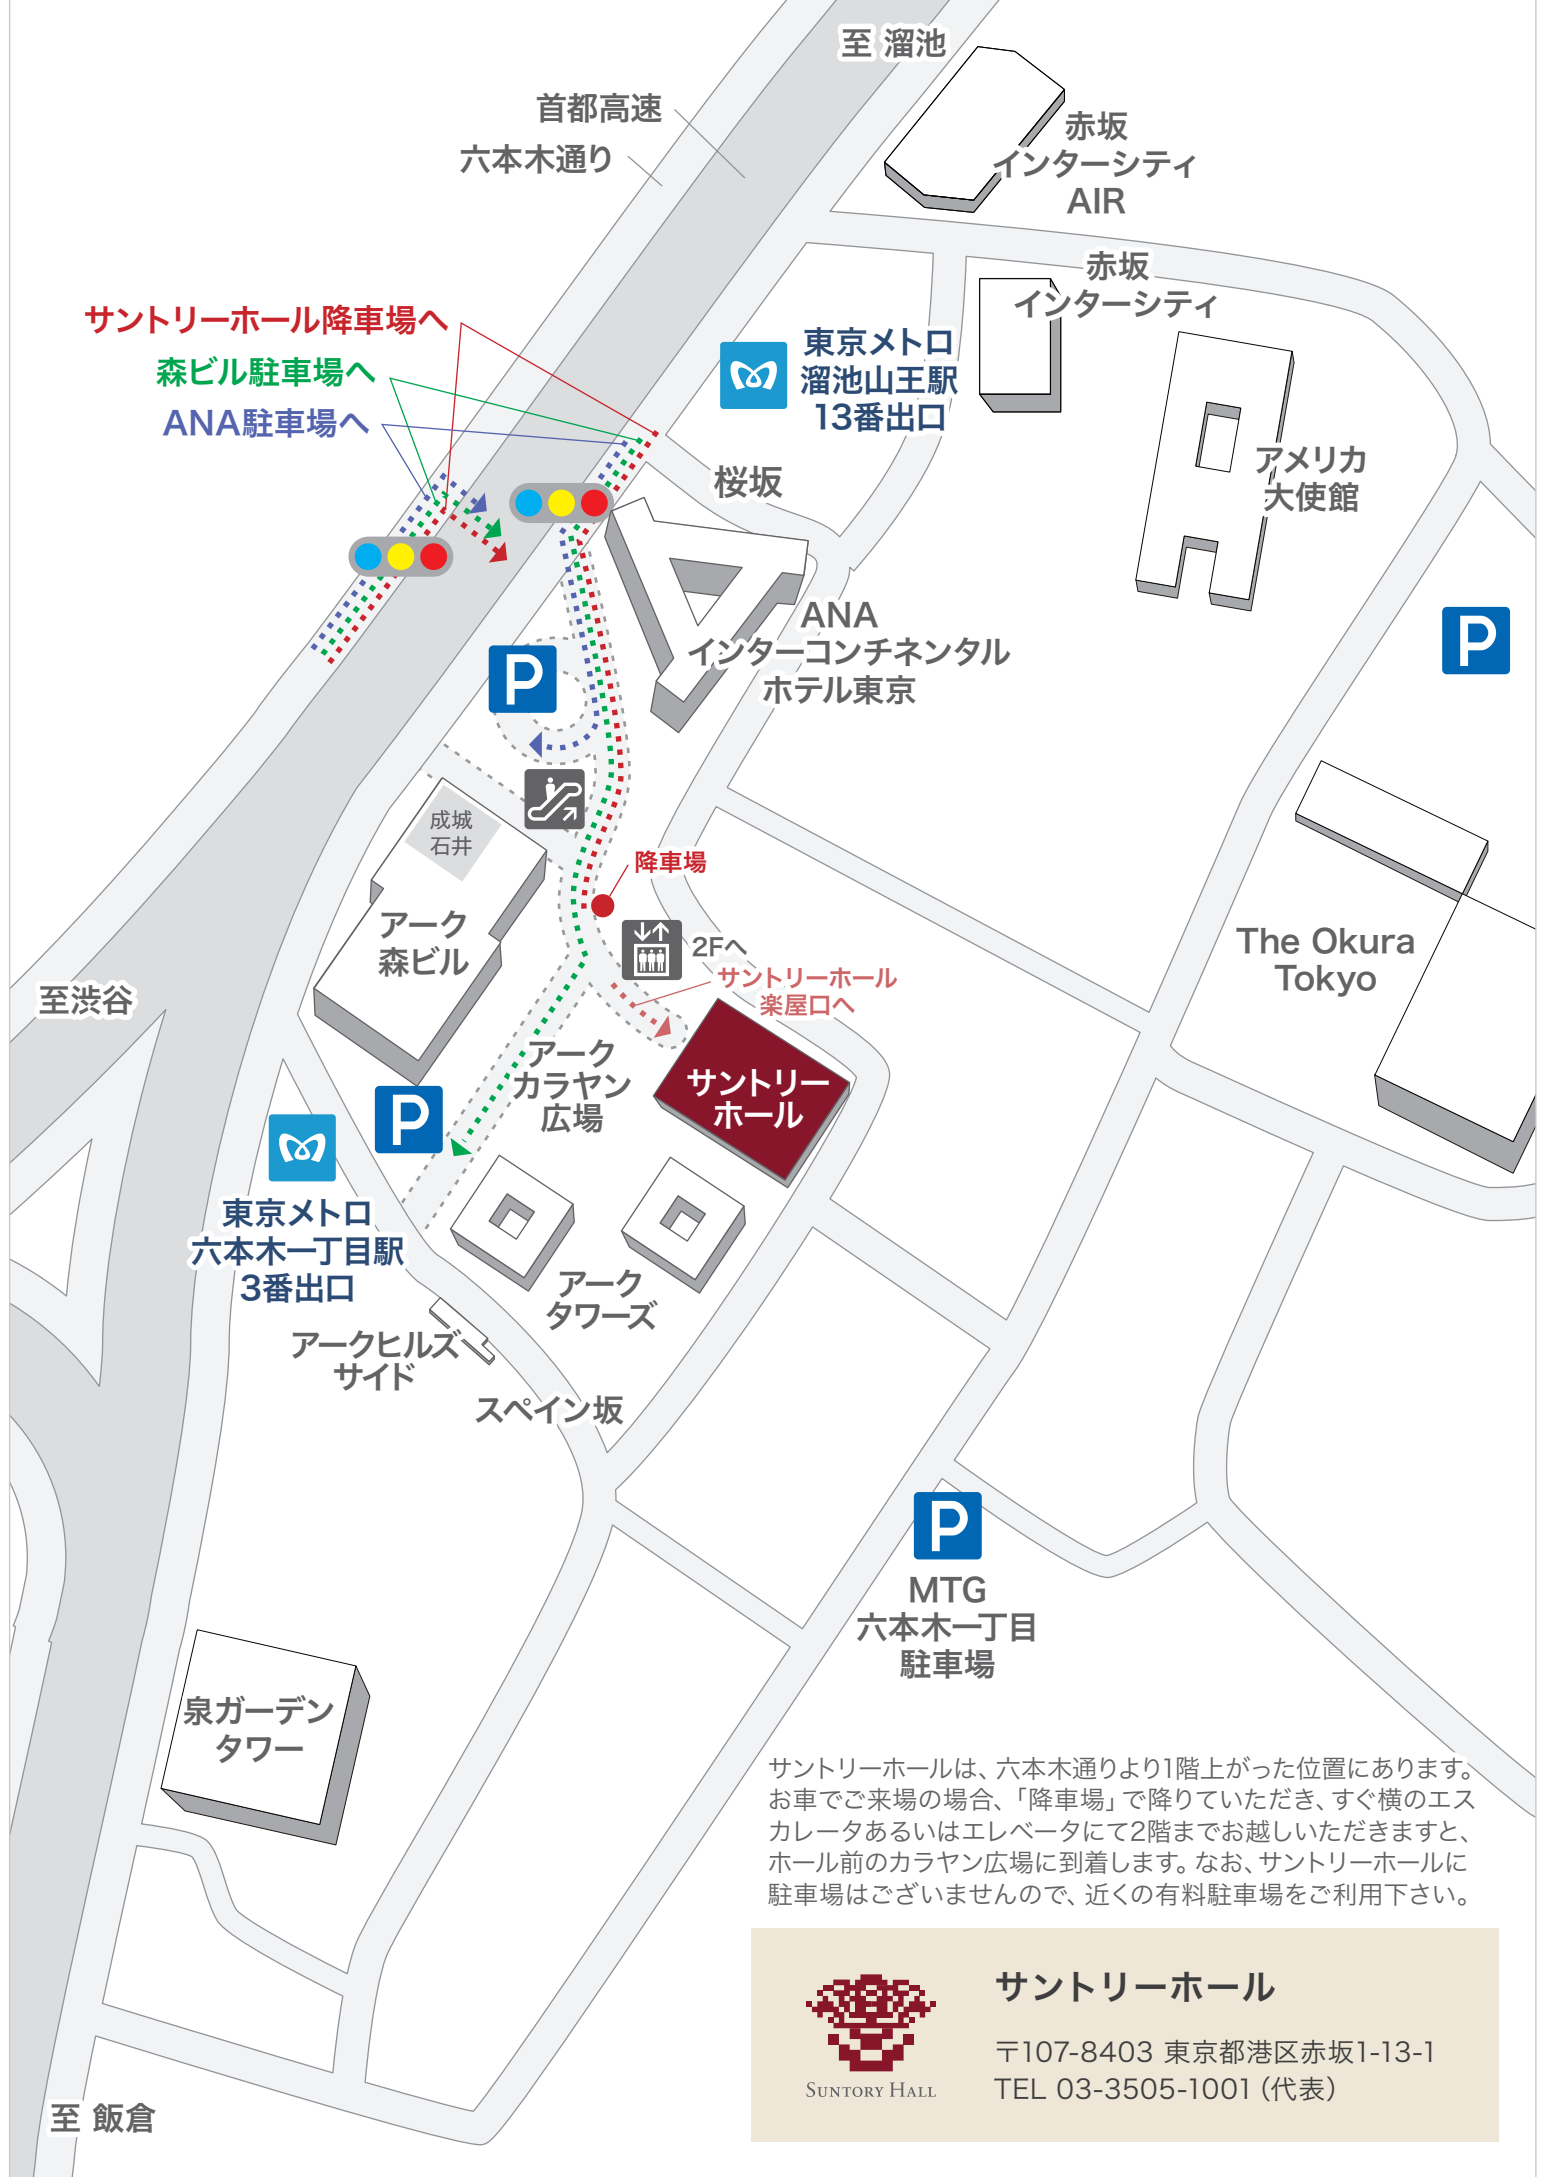 至 溜池
首都高速
六本木通り
赤坂
インターシティ
AIR
赤坂
インターシティ
サントリーホール降車場へ
森ビル駐車場へ
ANA駐車場へ
東京メトロ
溜池山王駅
13番出口
桜坂
アメリカ
大使館
ANA
インターコンチネンタル
ホテル東京
P
P
成城
石井
降車場
アーク
森ビル
2Fへ
サントリーホール
楽屋口へ
The Okura
Tokyo
至渋谷
アーク
カラヤン
広場
サントリー
ホール
P
東京メトロ
六本木一丁目駅
3番出口
アーク
タワーズ
アークヒルズ
サイド
スペイン坂
P
MTG
六本木一丁目
駐車場
泉ガーデン
タワー
サントリーホールは、六本木通りより1階上がった位置にあります。
お車でご来場の場合、「降車場」で降りていただき、すぐ横のエス
カレータあるいはエレベータにて2階までお越しいただきますと、
ホール前のカラヤン広場に到着します。なお、サントリーホールに
駐車場はございませんので、近くの有料駐車場をご利用下さい。
サントリーホール
〒107-8403 東京都港区赤坂1-13-1
TEL 03-3505-1001（代表）
SUNTORY HALL
至 飯倉